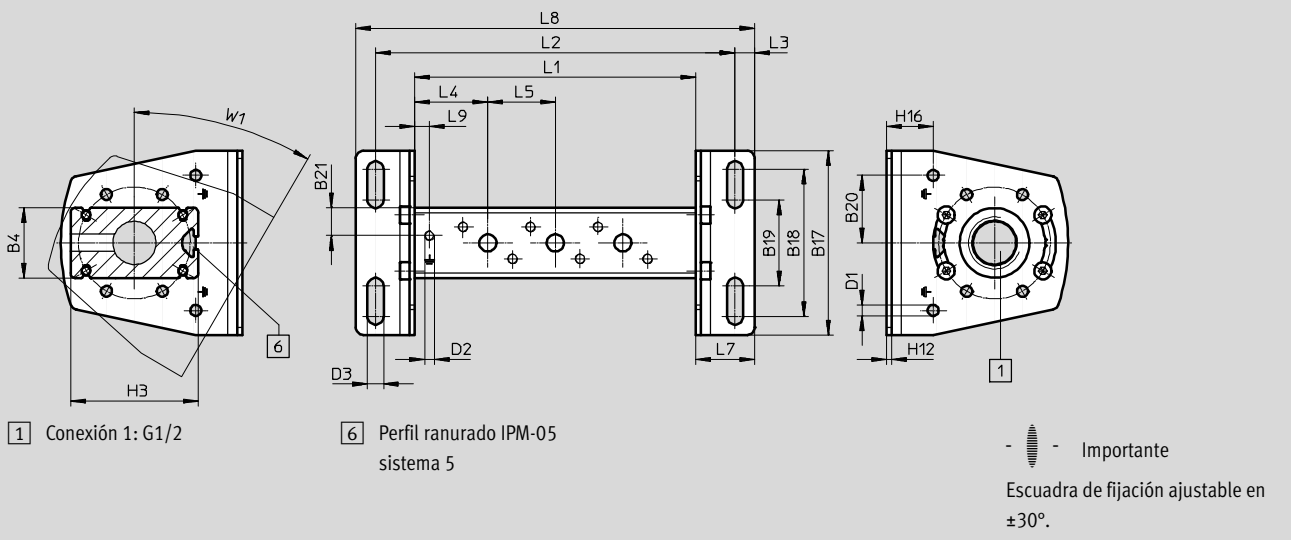 L8
L2
L3
L1
L4
L5
L9
W1
B21
B4
H3
6
D3
D2
L7
B19
B18
B17
H16
B20
D1
H12
1
1 Conexión 1: G1/2
6 Perfil ranurado IPM-05
sistema 5
- - Importante
Escuadra de fijación ajustable en
±30°.